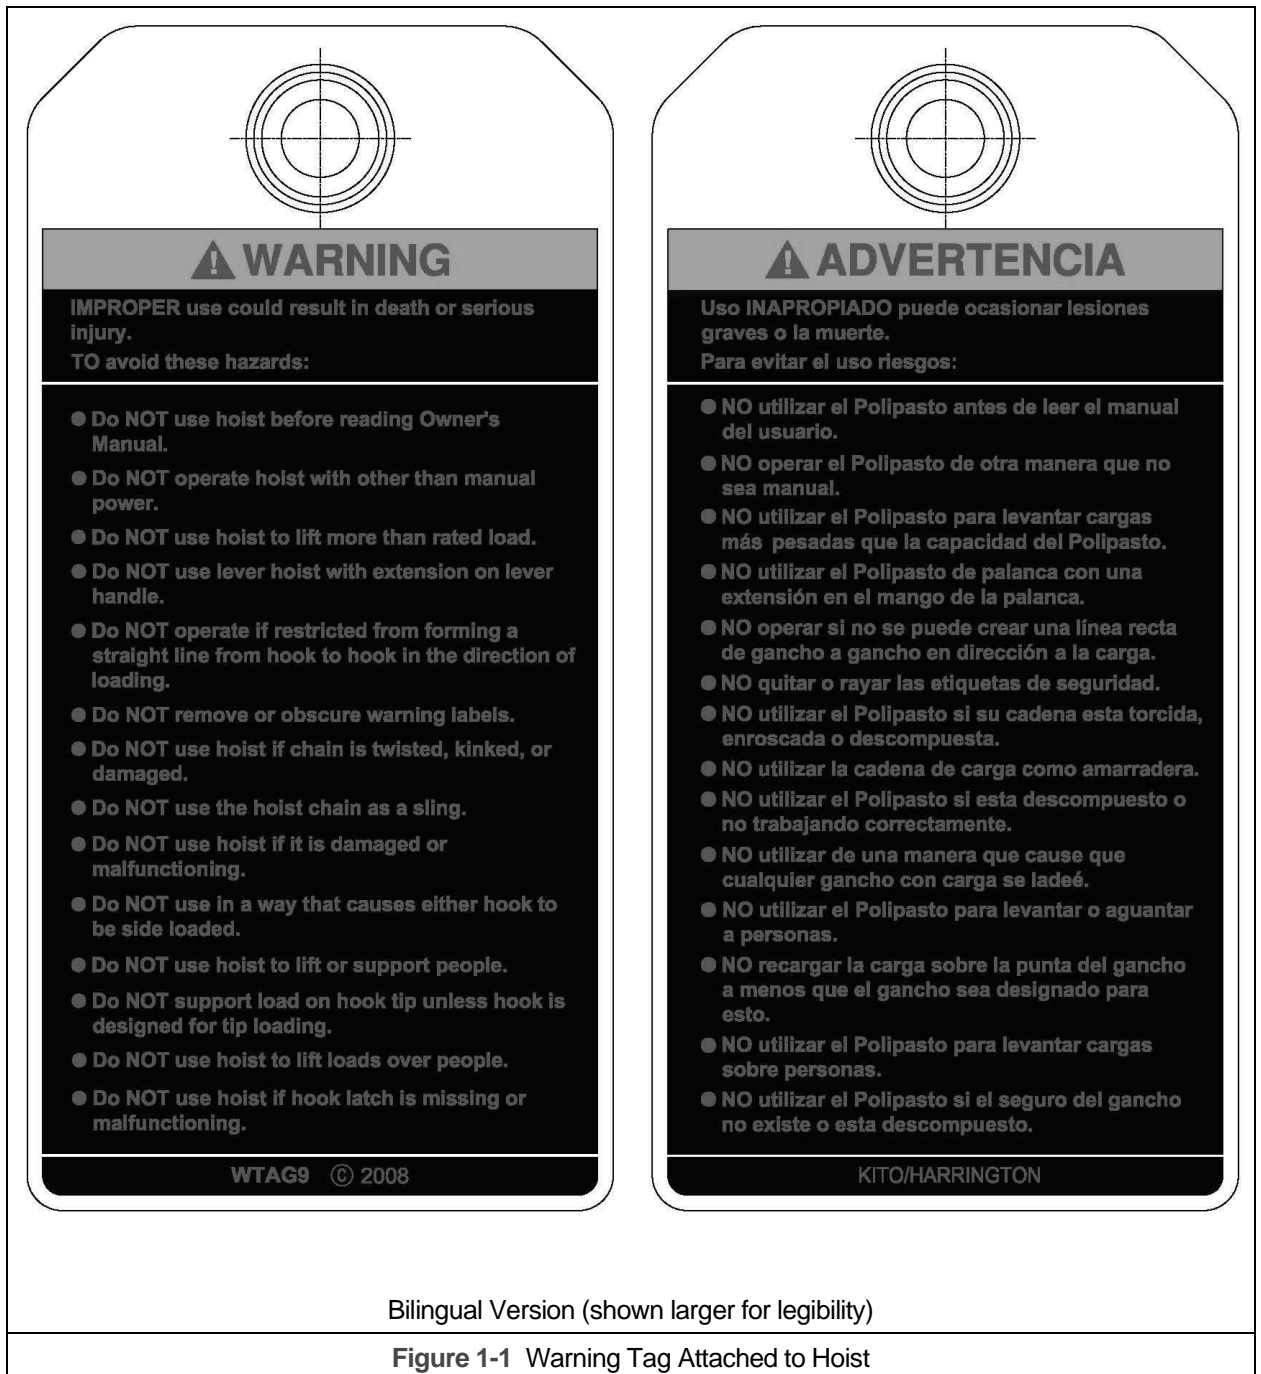 WARNING
IMPROPER use could result in death or serious
injury.
TO avoid these hazards:
● Do NOT use hoist before reading Owner's
Manual.
● Do NOT operate hoist with other than manual
power.
● Do NOT use hoist to lift more than rated load.
● Do NOT use lever hoist with extension on lever
handle.
● Do NOT operate if restricted from forming a
straight line from hook to hook in the direction of
loading.
● Do NOT remove or obscure warning labels.
● Do NOT use hoist if chain is twisted, kinked, or
damaged.
● Do NOT use the hoist chain as a sling.
● Do NOT use hoist if it is damaged or
malfunctioning.
● Do NOT use in a way that causes either hook to
be side loaded.
● Do NOT use hoist to lift or support people.
● Do NOT support load on hook tip unless hook is
designed for tip loading.
● Do NOT use hoist to lift loads over people.
● Do NOT use hoist if hook latch is missing or
malfunctioning.
WTAG9 © 2008
ADVERTENCIA
Uso INAPROPIADO puede ocasionar lesiones
graves o la muerte.
Para evitar el uso riesgos:
● NO utilizar el Polipasto antes de leer el manual
del usuario.
● NO operar el Polipasto de otra manera que no
sea manual.
● NO utilizar el Polipasto para levantar cargas
más pesadas que la capacidad del Polipasto.
● NO utilizar el Polipasto de palanca con una
extensión en el mango de la palanca.
● NO operar si no se puede crear una línea recta
de gancho a gancho en dirección a la carga.
● NO quitar o rayar las etiquetas de seguridad.
● NO utilizar el Polipasto si su cadena esta torcida,
enroscada o descompuesta.
● NO utilizar la cadena de carga como amarradera.
● NO utilizar el Polipasto si esta descompuesto o
no trabajando correctamente.
● NO utilizar de una manera que cause que
cualquier gancho con carga se ladeé.
● NO utilizar el Polipasto para levantar o aguantar
a personas.
● NO recargar la carga sobre la punta del gancho
a menos que el gancho sea designado para
esto.
● NO utilizar el Polipasto para levantar cargas
sobre personas.
● NO utilizar el Polipasto si el seguro del gancho
no existe o esta descompuesto.
KITO/HARRINGTON
Bilingual Version (shown larger for legibility)
Figure 1-1 Warning Tag Attached to Hoist